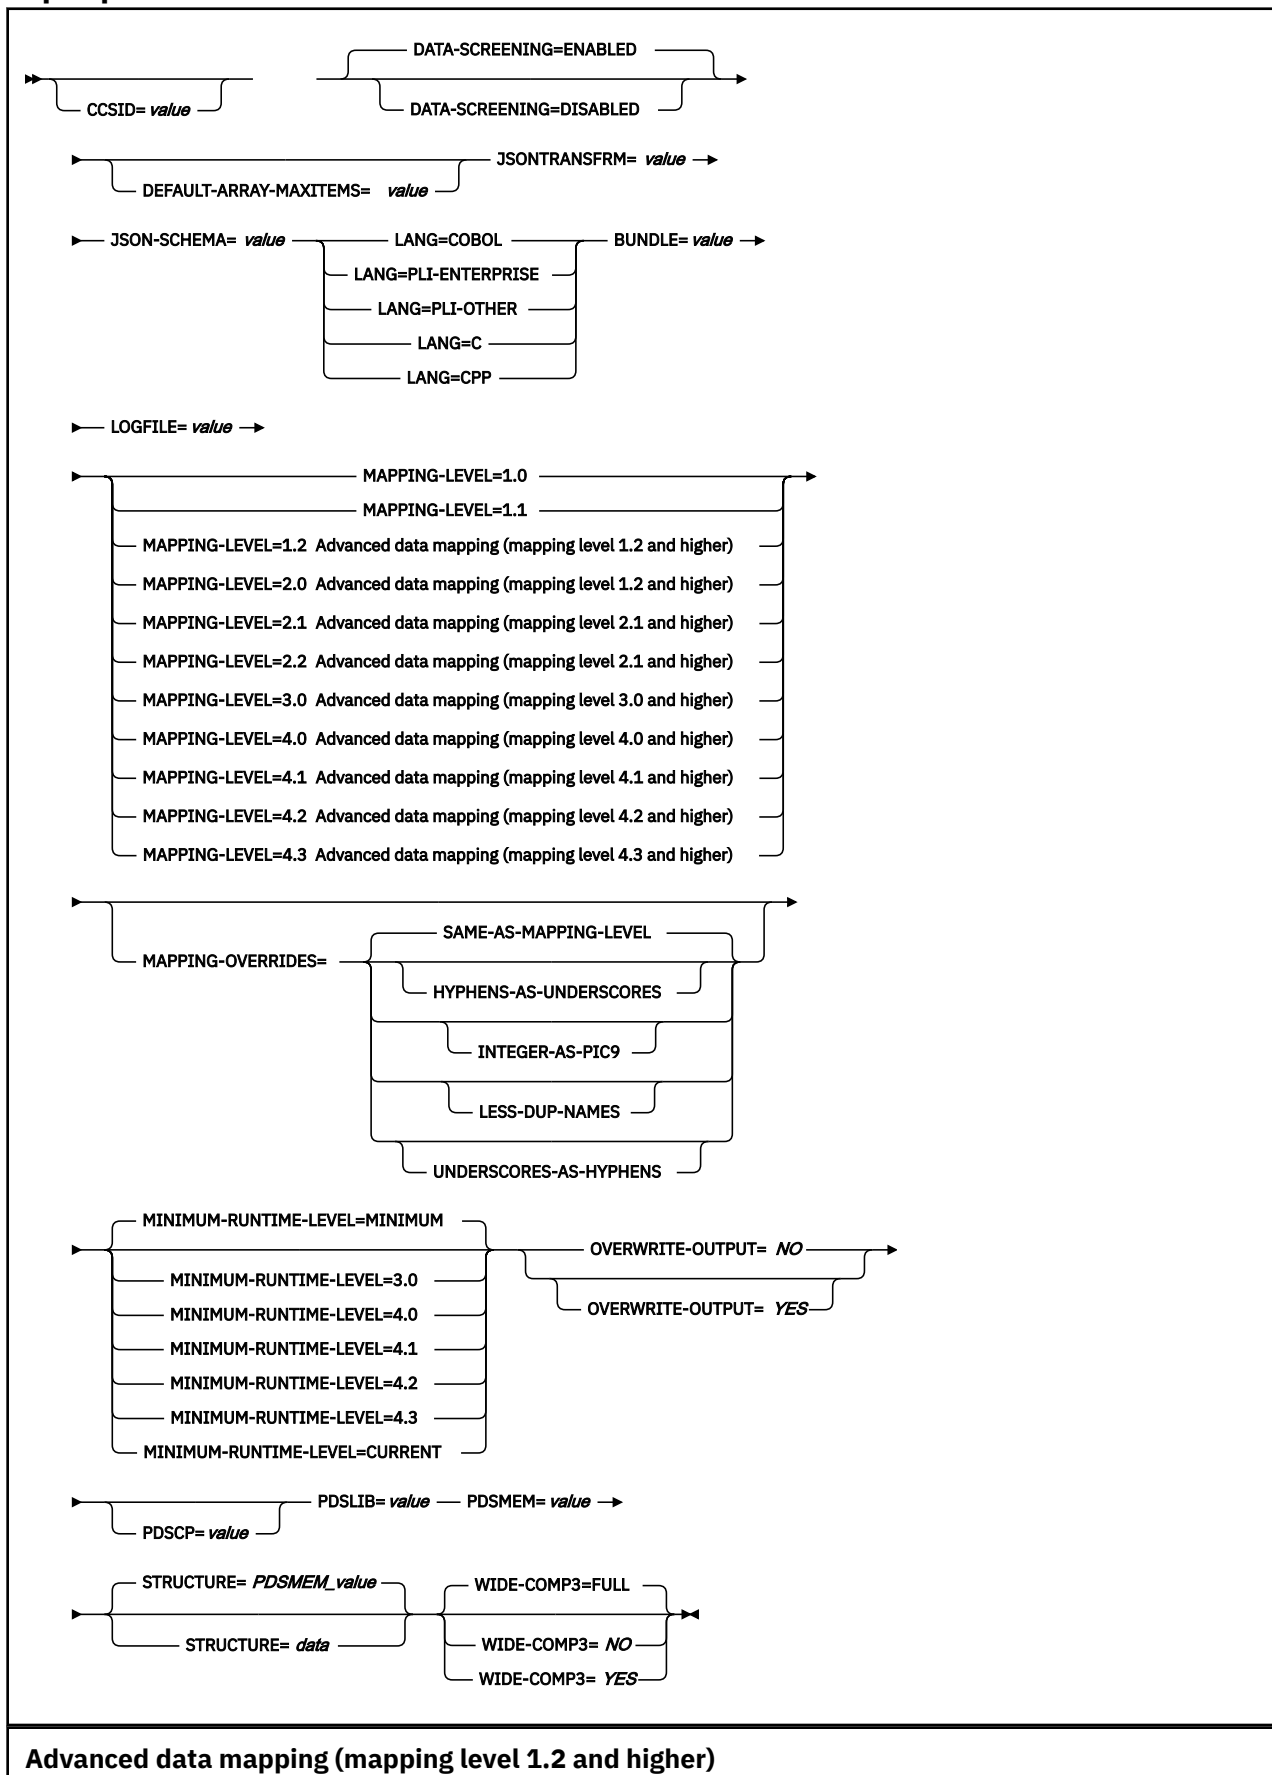 DATA-SCREENING=ENABLED
CCSID= value
DATA-SCREENING=DISABLED
JSONTRANSFRM= value
DEFAULT-ARRAY-MAXITEMS= value
JSON-SCHEMA= value LANG=COBOL BUNDLE= value
LANG=PLI-ENTERPRISE
LANG=PLI-OTHER
LANG=C
LANG=CPP
LOGFILE= value
MAPPING-LEVEL=1.0
MAPPING-LEVEL=1.1
MAPPING-LEVEL=1.2 Advanced data mapping (mapping level 1.2 and higher)
MAPPING-LEVEL=2.0 Advanced data mapping (mapping level 1.2 and higher)
MAPPING-LEVEL=2.1 Advanced data mapping (mapping level 2.1 and higher)
MAPPING-LEVEL=2.2 Advanced data mapping (mapping level 2.1 and higher)
MAPPING-LEVEL=3.0 Advanced data mapping (mapping level 3.0 and higher)
MAPPING-LEVEL=4.0 Advanced data mapping (mapping level 4.0 and higher)
MAPPING-LEVEL=4.1 Advanced data mapping (mapping level 4.1 and higher)
MAPPING-LEVEL=4.2 Advanced data mapping (mapping level 4.2 and higher)
MAPPING-LEVEL=4.3 Advanced data mapping (mapping level 4.3 and higher)
SAME-AS-MAPPING-LEVEL
MAPPING-OVERRIDES=
HYPHENS-AS-UNDERSCORES
INTEGER-AS-PIC9
LESS-DUP-NAMES
UNDERSCORES-AS-HYPHENS
MINIMUM-RUNTIME-LEVEL=MINIMUM
OVERWRITE-OUTPUT= NO
MINIMUM-RUNTIME-LEVEL=3.0
OVERWRITE-OUTPUT= YES
MINIMUM-RUNTIME-LEVEL=4.0
MINIMUM-RUNTIME-LEVEL=4.1
MINIMUM-RUNTIME-LEVEL=4.2
MINIMUM-RUNTIME-LEVEL=4.3
MINIMUM-RUNTIME-LEVEL=CURRENT
PDSLIB= value PDSMEM= value
PDSCP= value
STRUCTURE= PDSMEM_value WIDE-COMP3=FULL
STRUCTURE= data WIDE-COMP3= NO
WIDE-COMP3= YES
Advanced data mapping (mapping level 1.2 and higher)